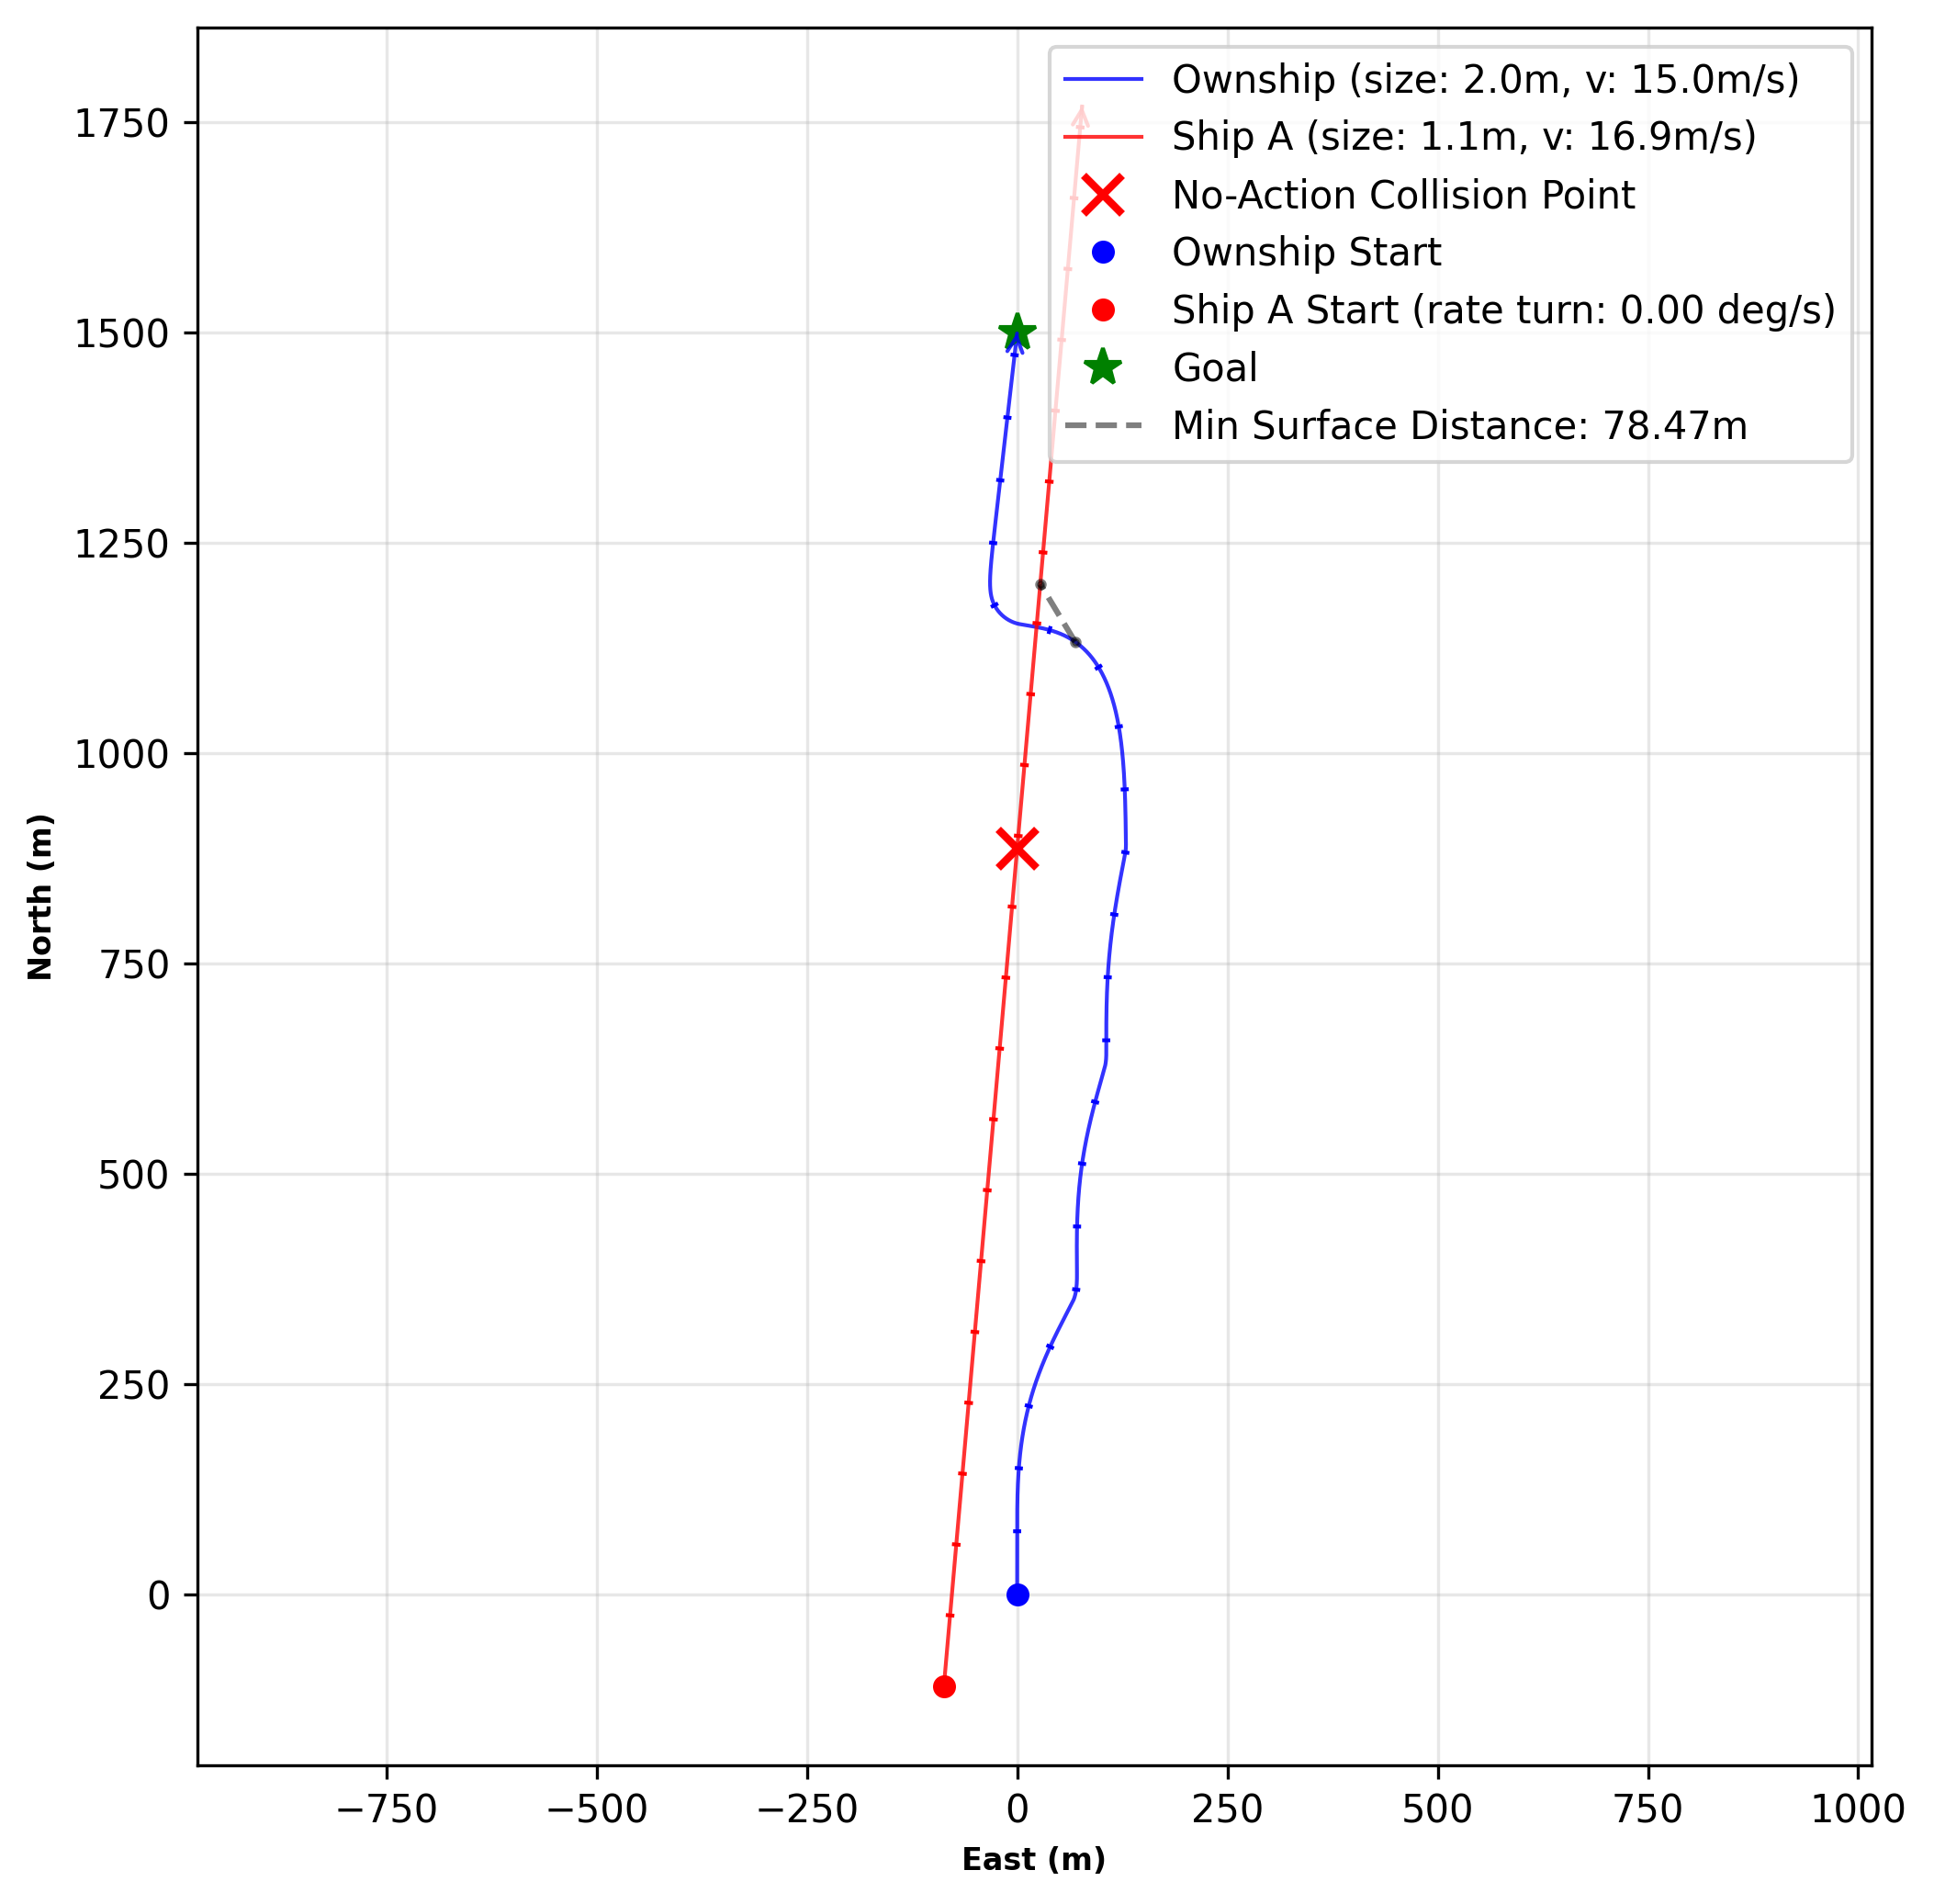 Ownship (size: 2.0m, v: 15.0m/s)
Ship A (size: 1.1m, v: 16.9m/s)
No-Action Collision Point
Ownship Start
Ship A Start (rate turn: 0.00 deg/s)
Goal
Min Surface Distance: 78.47m
1750
1500
1250
1000
750
500
250
0
North (m)
−750 −500 −250 0 250 500 750 1000
East (m)